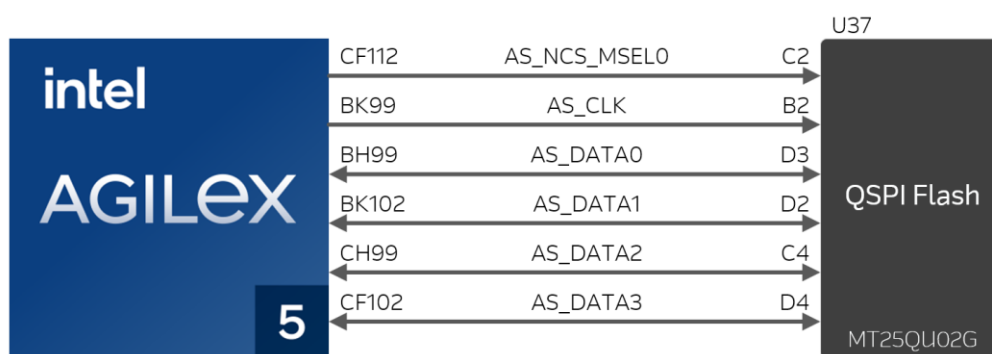 U37
intel
AGILEX
5
CF112 AS_NCS_MSEL0 C2
BK99 AS_CLK B2
BH99 AS_DATA0 D3
BK102 AS_DATA1 D2
CH99 AS_DATA2 C4
CF102 AS_DATA3 D4
QSPI Flash
MT25QU02G